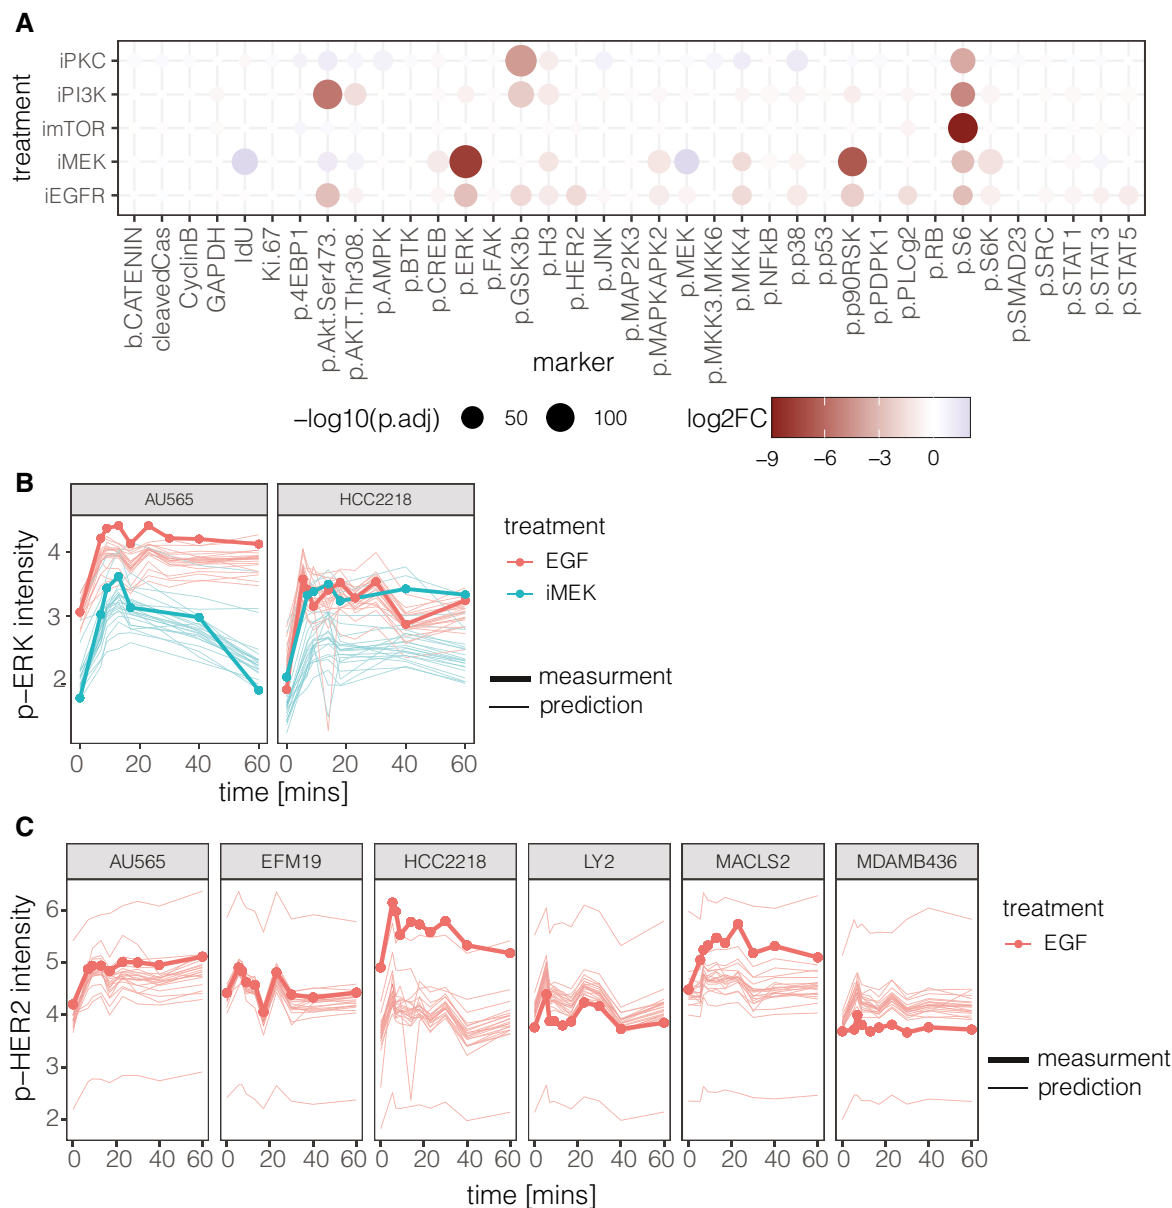 A
treatment
iPKC
iPI3K
imTOR
iMEK
iEGFR
b.CATENIN
cleavedCas
CyclinB
GAPDH
IdU
Ki.67
p.4EBP1
p.Akt.Ser473.
p.AKT.Thr308.
p.AMPK
p.BTK
p.CREB
p.ERK
p.FAK
p.GSK3b
p.H3
p.HER2
p.JNK
p.MAP2K3
p.MAPKAPK2
p.MEK
p.MKK3.MKK6
p.MKK4
p.NFkB
p.p38
p.p53
p.p90RSK
p.PDPK1
p.PLCg2
p.RB
p.S6
p.S6K
p.SMAD23
p.SRC
p.STAT1
p.STAT3
p.STAT5
marker
−log10(p.adj) 50 100 log2FC
−9 −6 −3 0
B
AU565 HCC2218
p−ERK intensity
4
3
2
0 20 40 60 0 20 40 60
time [mins]
treatment
EGF
iMEK
measurment
prediction
C
AU565 EFM19 HCC2218 LY2 MACLS2 MDAMB436
p−HER2 intensity
6
5
4
3
2
0 20 40 60 0 20 40 60 0 20 40 60 0 20 40 60 0 20 40 60 0 20 40 60
time [mins]
treatment
EGF
measurment
prediction